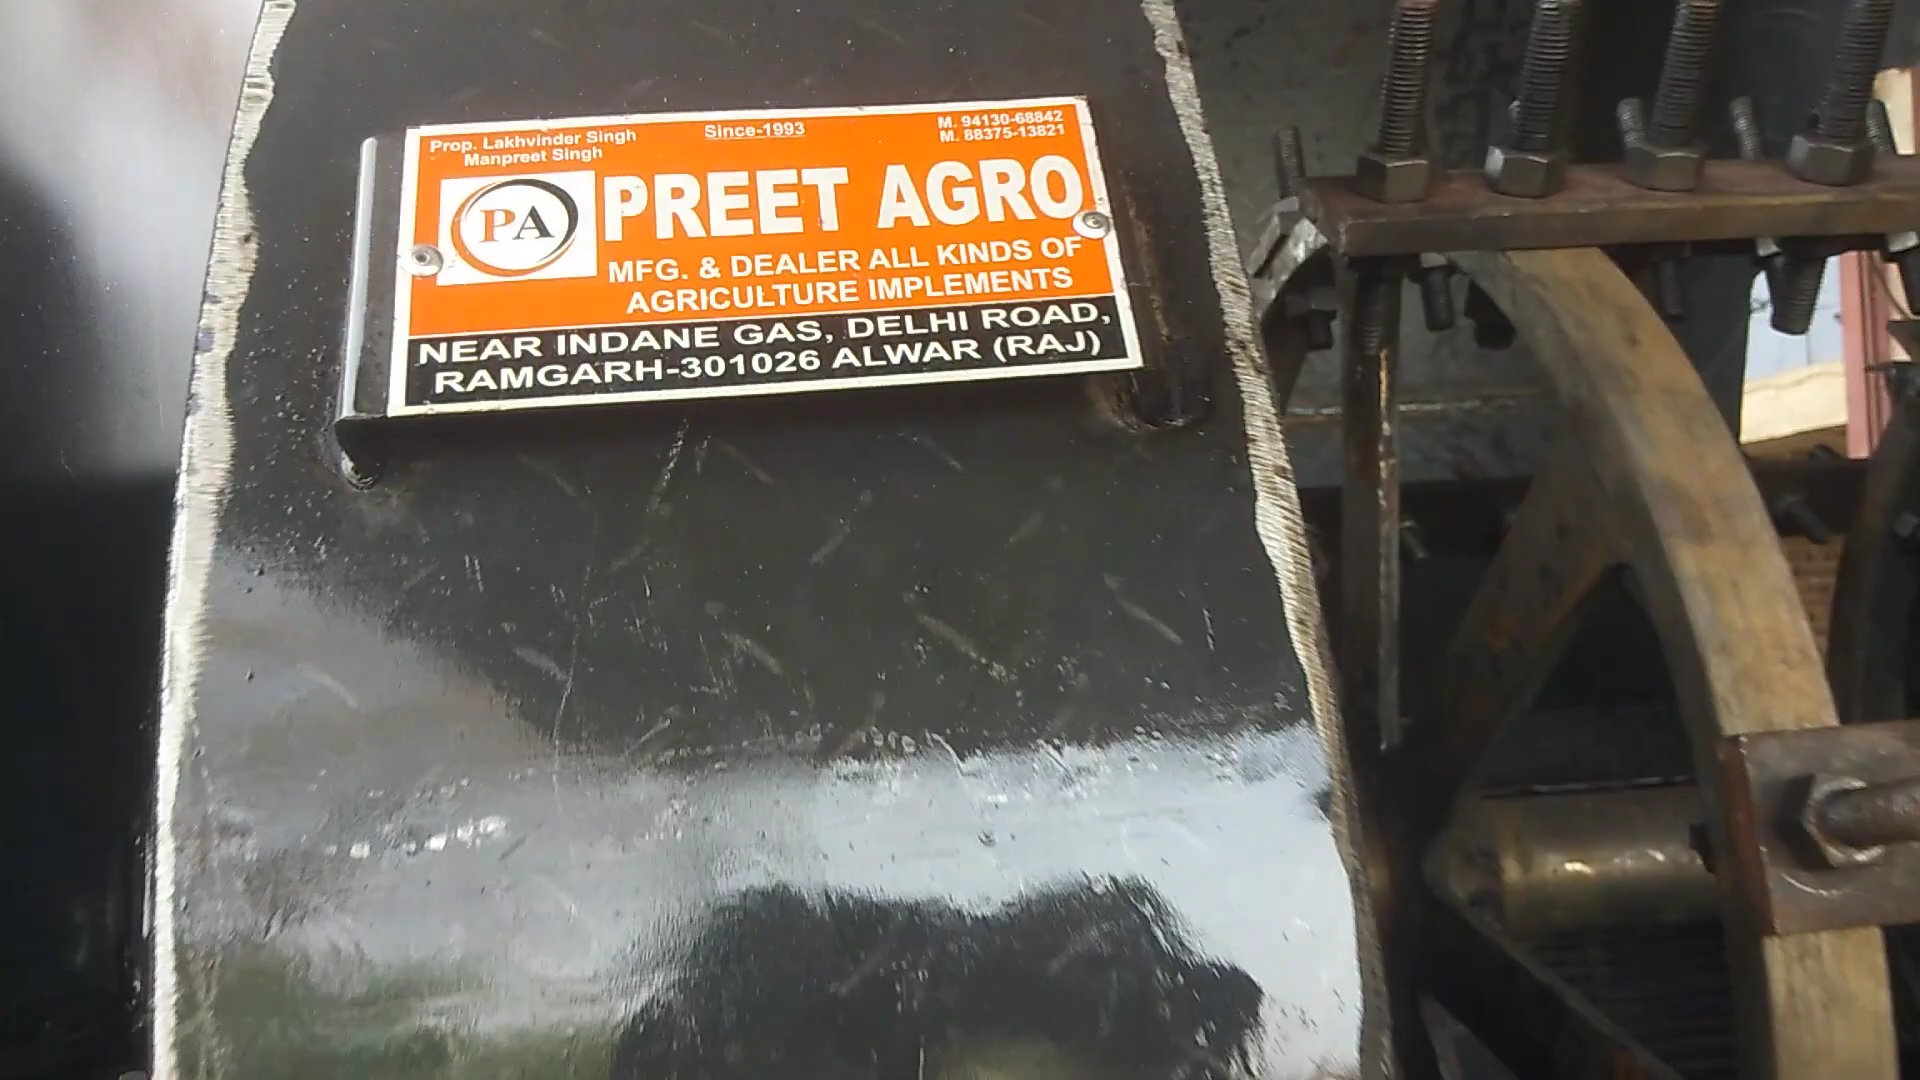 Prop. Lakhvinder Singh
Manpreet Singh
Since-1993
M. 94130-68842
M. 88375-13821
PA
PREET AGRO
MFG. & DEALER ALL KINDS OF
AGRICULTURE IMPLEMENTS
NEAR INDANE GAS, DELHI ROAD,
RAMGARH-301026 ALWAR (RAJ)